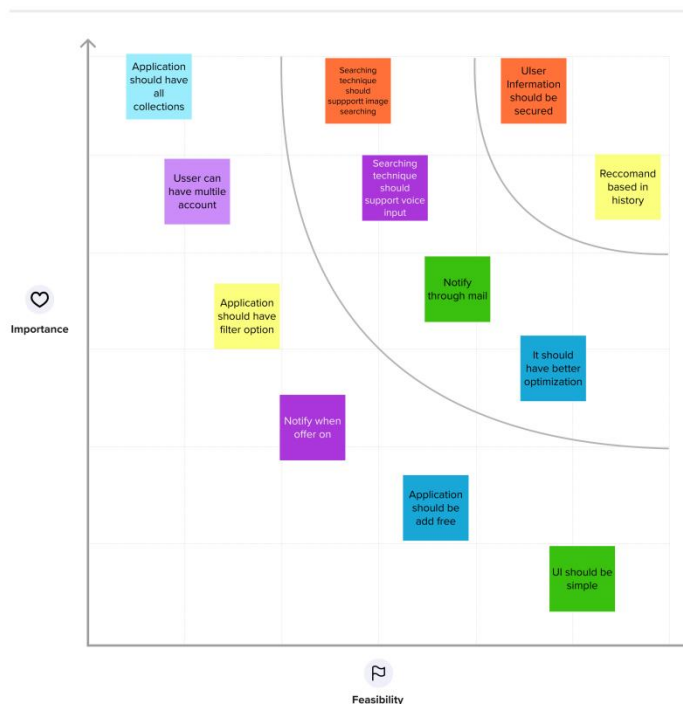 Application
should have
all
collections
Searching
technique
should
suppportt image
searching
UIser
Infermation
should be
secured
Usser can
have multile
account
Searching
technique
should
support voice
input
Reccomand
based in
history
Notify
through mail
Application
should have
filter option
Importance
It should
have better
optimization
Notify when
offer on
Application
should be
add free
UI should be
simple
Feasibility